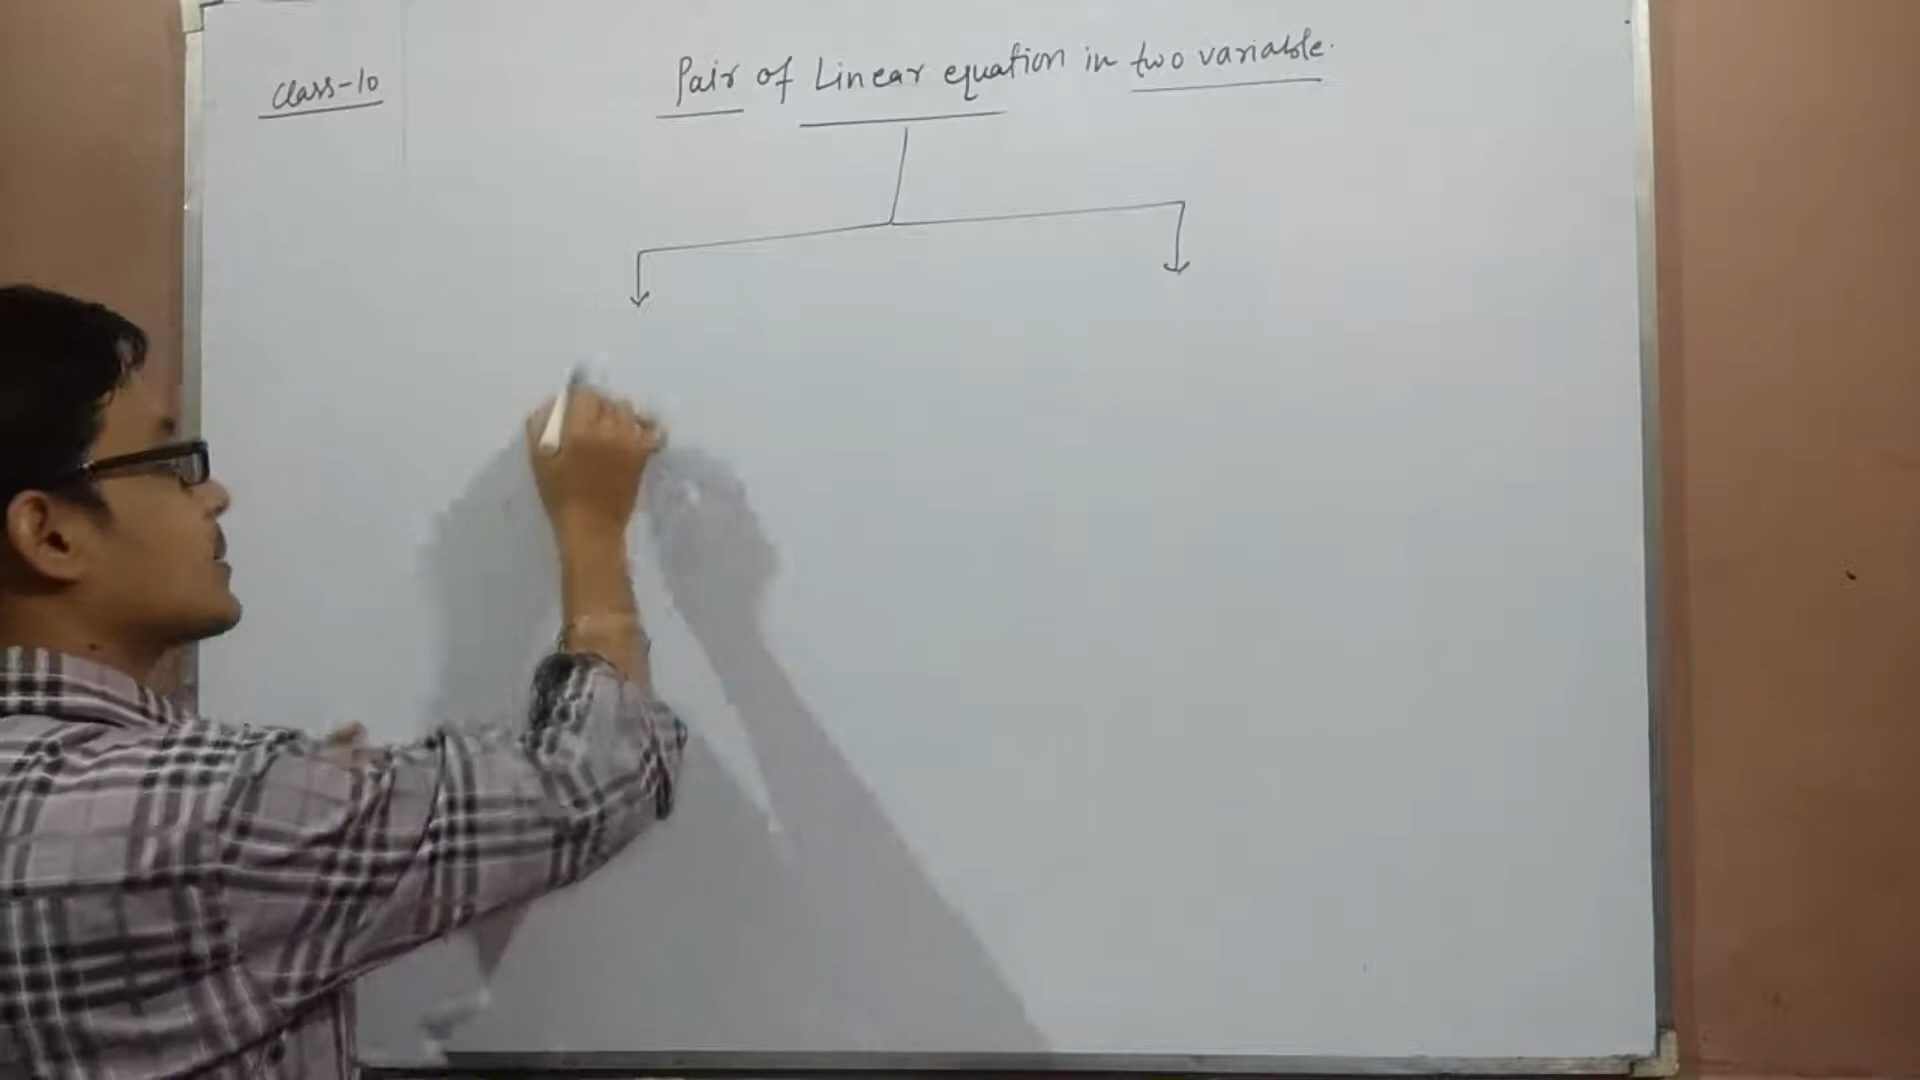 class-10
Pair of Linear equation in two variable.